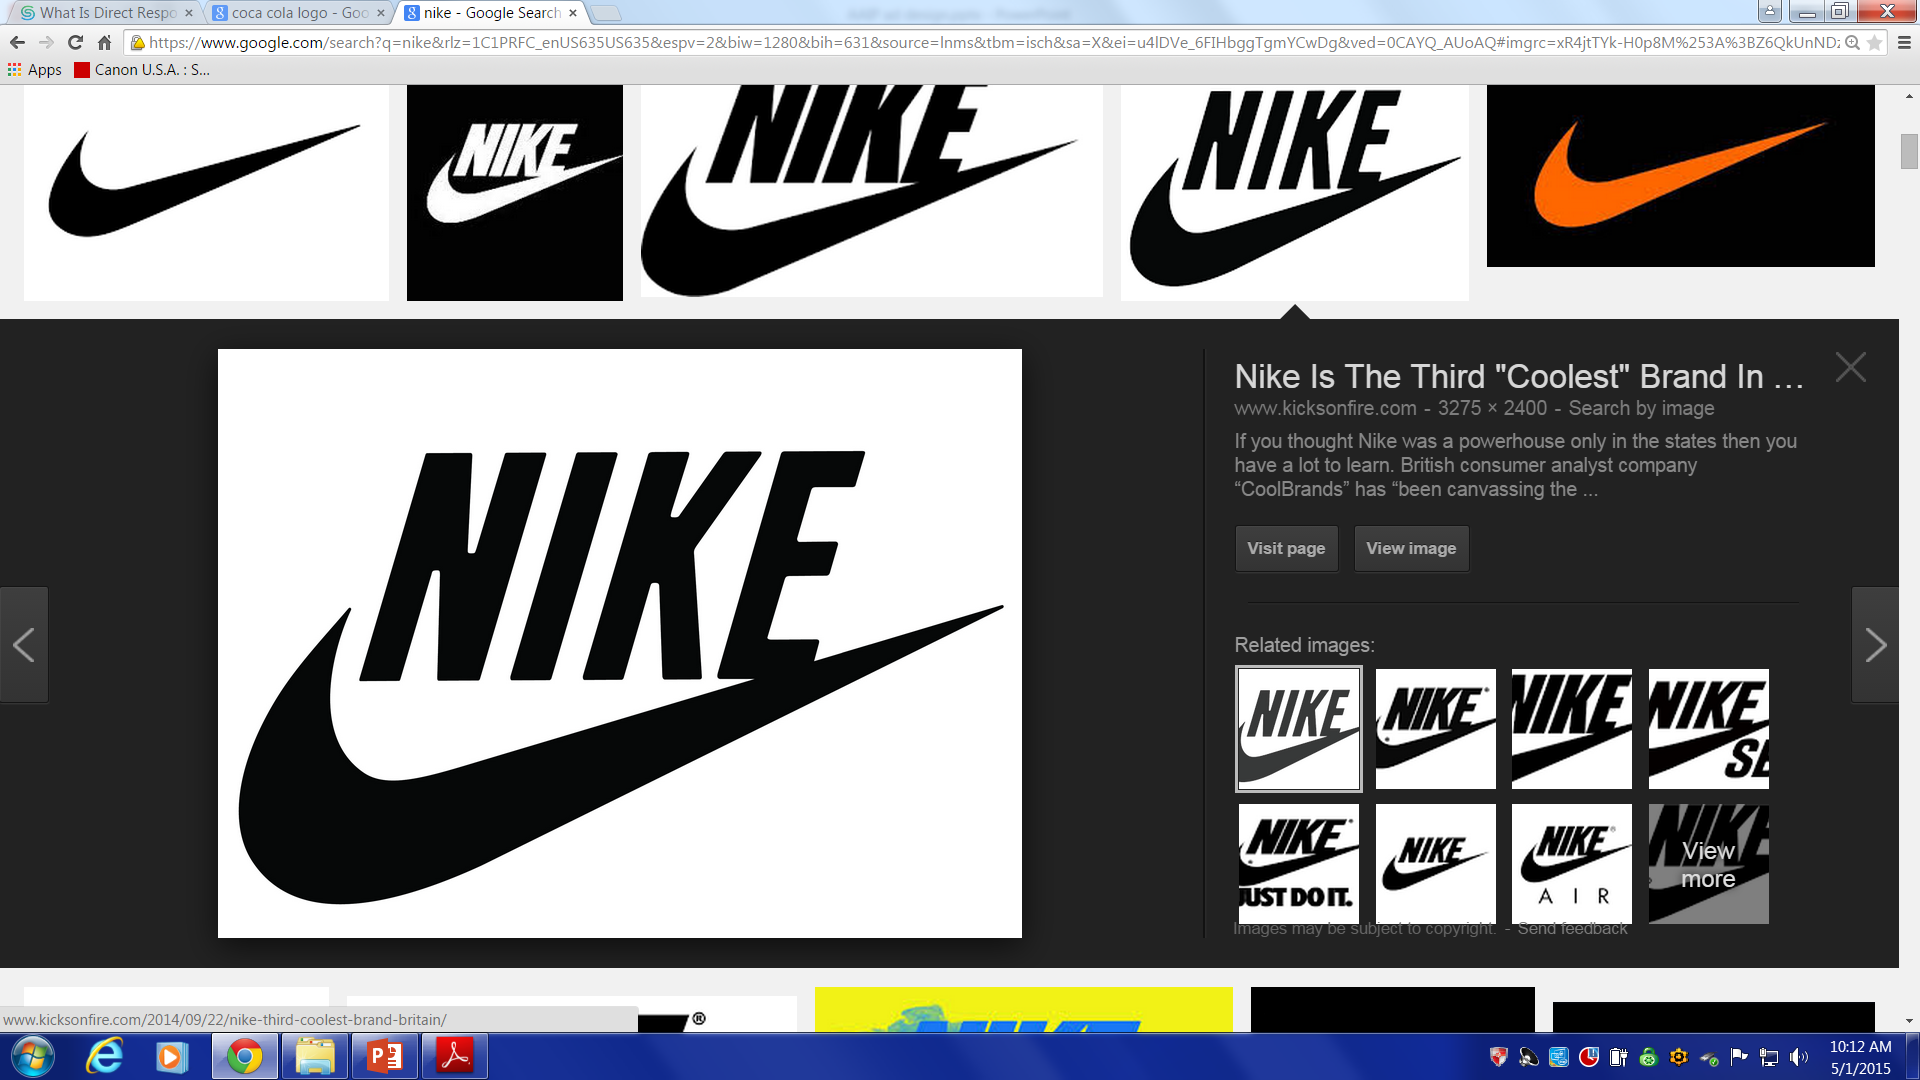 What Is Direct Respo
coca cola logo - Goo
nike - Google Search
https://www.google.com/search?q=nike&rlz=1C1PRFC_enUS635US635&espv=2&biw=1280&bih=631&source=lnms&tbm=isch&sa=X&ei=u4lDVe_6FIHbggTgmYCwDg&ved=0CAYQ_AUoAQ#imgrc=xR4jtTYk-H0p8M%253A%3BZ6QkUnNDz
Apps
Canon U.S.A. : S...
NIKE
NIKE
NIKE
NIKE
Nike Is The Third "Coolest" Brand In ...
www.kicksonfire.com - 3275 × 2400 - Search by image
If you thought Nike was a powerhouse only in the states then you
have a lot to learn. British consumer analyst company
“CoolBrands” has “been canvassing the ...
Visit page
View image
Related images:
NIKE
NIKE
NIKE
NIKE
SB
NIKE
JUST DO IT.
NIKE
NIKE
AIR
View
more
Images may be subject to copyright. - Send feedback
®
NIKE
www.kicksonfire.com/2014/09/22/nike-third-coolest-brand-britain/
10:12 AM
5/1/2015